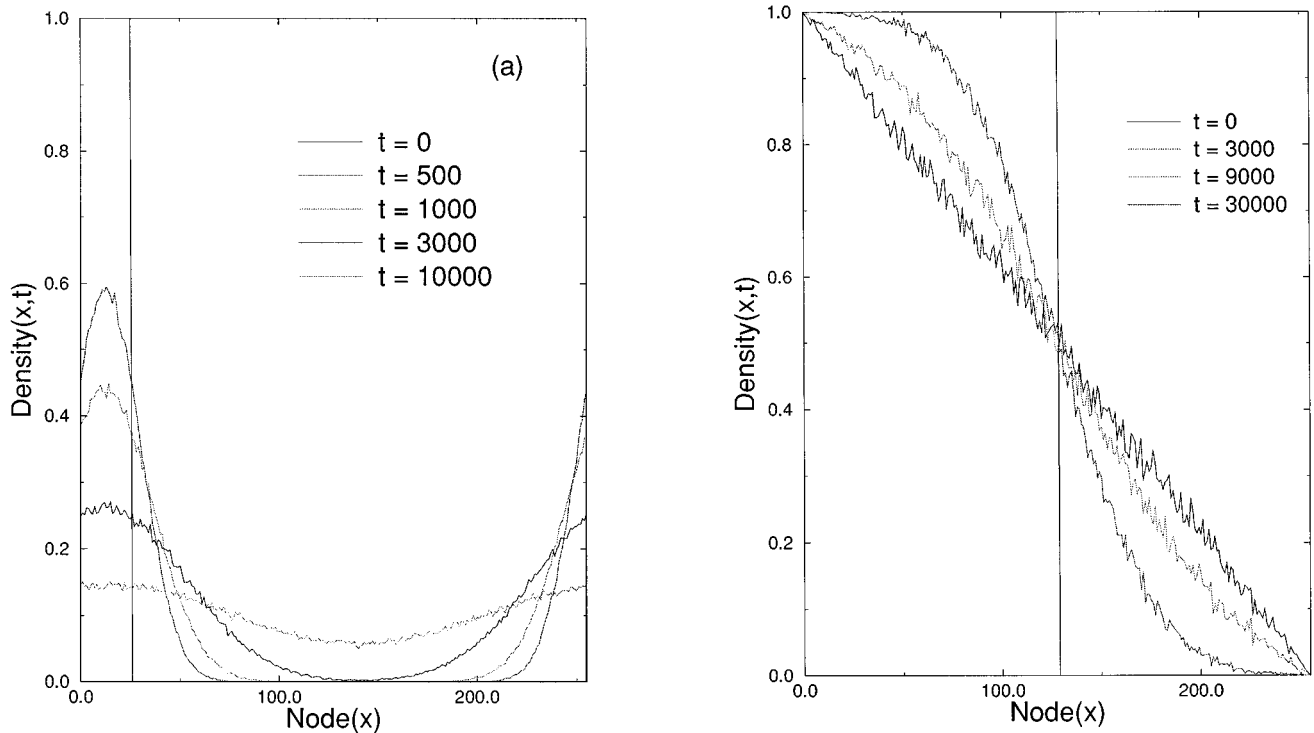 1.0
0.8
0.6
0.4
0.2
0.0
Density(x,t)
(a)
t = 0
t = 500
t = 1000
t = 3000
t = 10000
0.0
100.0
200.0
Node(x)
1.0
0.8
0.6
0.4
0.2
0.0
Density(x,t)
t = 0
t = 3000
t = 9000
t = 30000
0.0
100.0
200.0
Node(x)